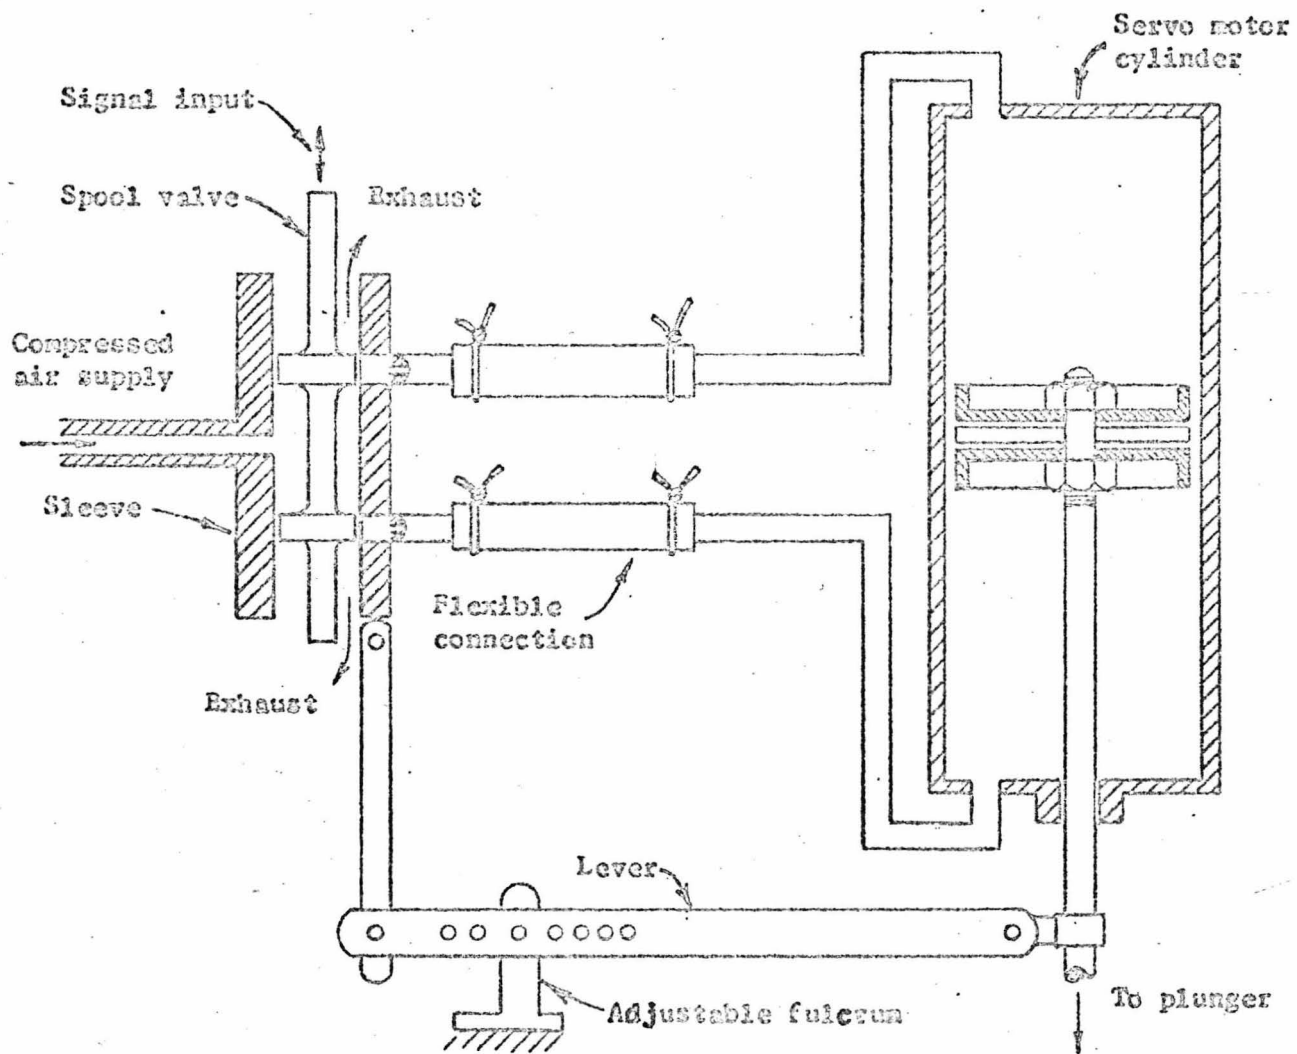 Servo motor
cylinder
Signal input
Spool valve
Exhaust
Compressed
air supply
Sleeve
Flexible
connection
Exhaust
Lever
Adjustable fulcrum
To plunger